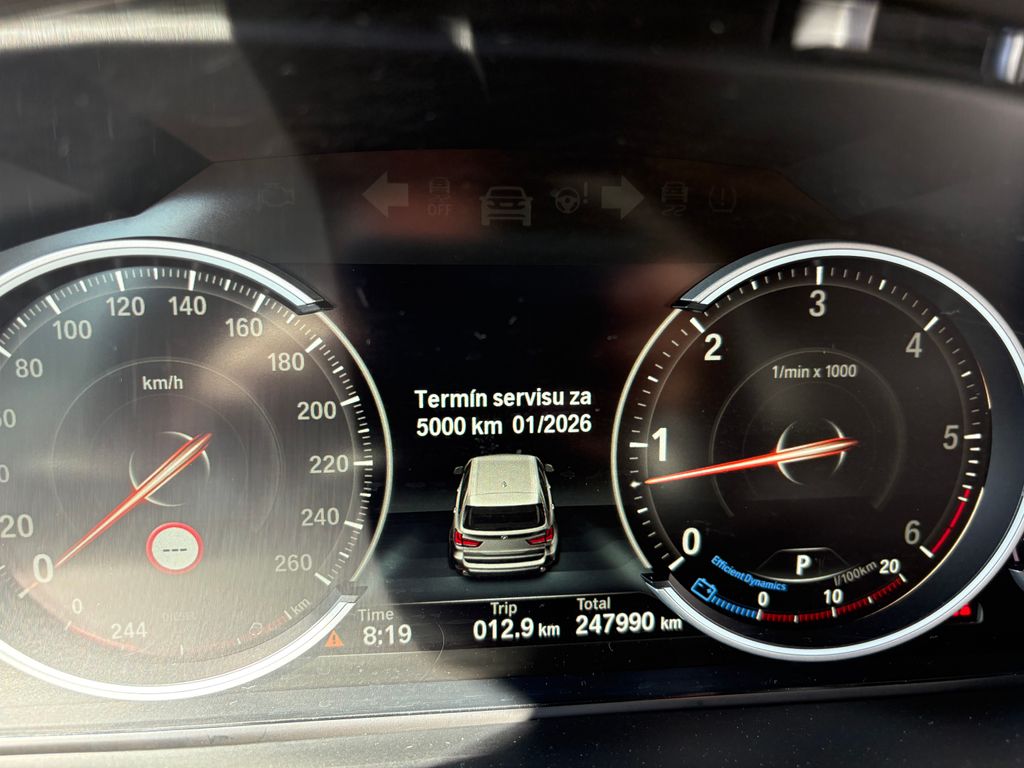 OFF
20
80
100
120
140
160
180
200
220
240
260
km/h
0
---
0
244
km
Termín servisu za
5000 km 01/2026
Time
8:19
Trip
012.9 km
Total
247990 km
0
1
2
3
4
5
6
1/min x 1000
P
EfficientDynamics
0
10
20
l/100km